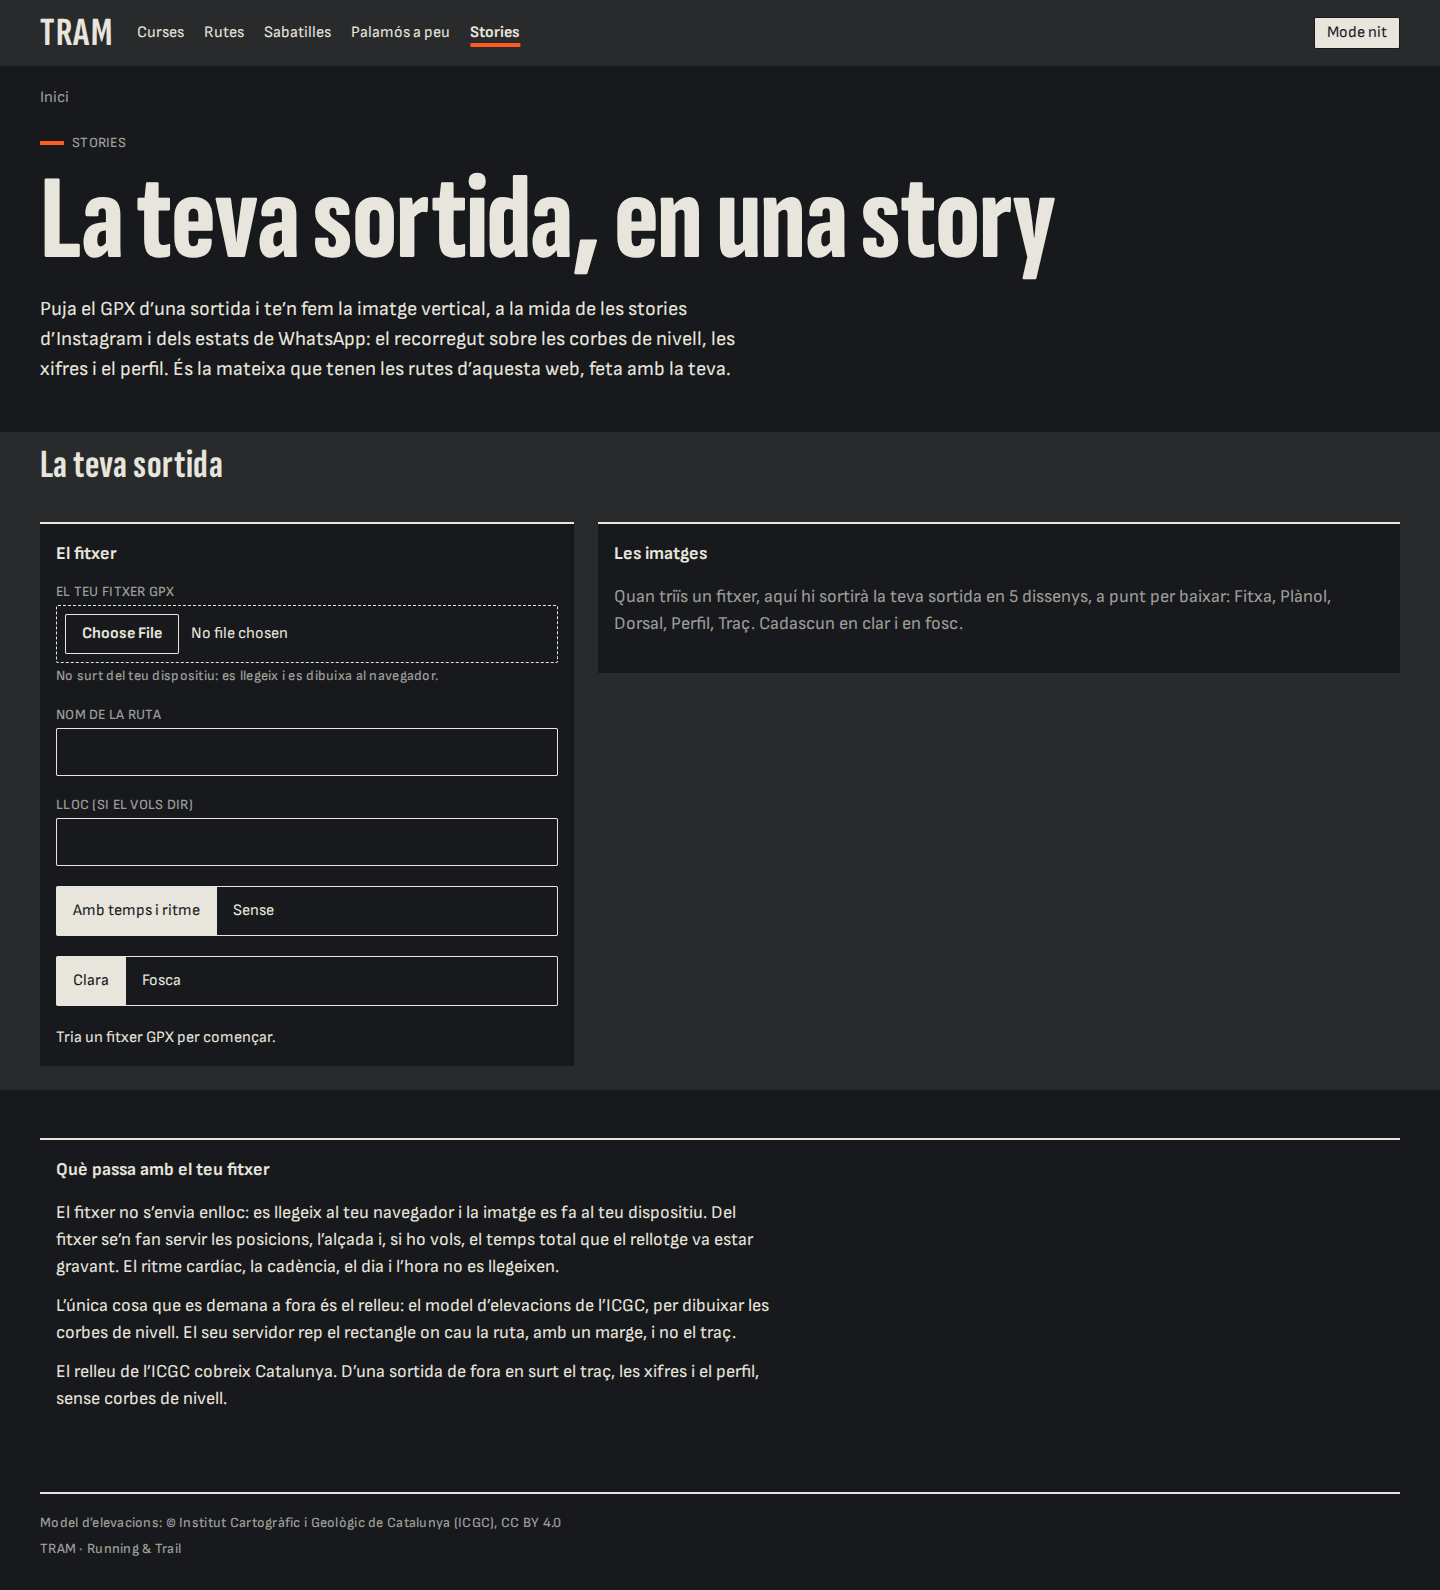 TRAM
Curses
Rutes
Sabatilles
Palamós a peu
Stories
Mode nit
Inici
STORIES
La teva sortida, en una story
Puja el GPX d’una sortida i te’n fem la imatge vertical, a la mida de les stories
d’Instagram i dels estats de WhatsApp: el recorregut sobre les corbes de nivell, les
xifres i el perfil. És la mateixa que tenen les rutes d’aquesta web, feta amb la teva.
La teva sortida
El fitxer
EL TEU FITXER GPX
Choose File
No file chosen
No surt del teu dispositiu: es llegeix i es dibuixa al navegador.
NOM DE LA RUTA
LLOC (SI EL VOLS DIR)
Amb temps i ritme
Sense
Clara
Fosca
Tria un fitxer GPX per començar.
Les imatges
Quan triïs un fitxer, aquí hi sortirà la teva sortida en 5 dissenys, a punt per baixar: Fitxa, Plànol,
Dorsal, Perfil, Traç. Cadascun en clar i en fosc.
Què passa amb el teu fitxer
El fitxer no s’envia enlloc: es llegeix al teu navegador i la imatge es fa al teu dispositiu. Del
fitxer se’n fan servir les posicions, l’alçada i, si ho vols, el temps total que el rellotge va estar
gravant. El ritme cardíac, la cadència, el dia i l’hora no es llegeixen.
L’única cosa que es demana a fora és el relleu: el model d’elevacions de l’ICGC, per dibuixar les
corbes de nivell. El seu servidor rep el rectangle on cau la ruta, amb un marge, i no el traç.
El relleu de l’ICGC cobreix Catalunya. D’una sortida de fora en surt el traç, les xifres i el perfil,
sense corbes de nivell.
Model d’elevacions: © Institut Cartogràfic i Geològic de Catalunya (ICGC), CC BY 4.0
TRAM · Running & Trail